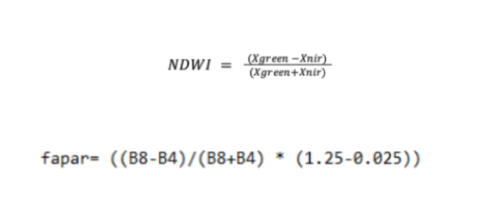 NDWI = (Xgreen −Xnir)/(Xgreen+Xnir)
fapar= ((B8-B4)/(B8+B4) * (1.25-0.025))